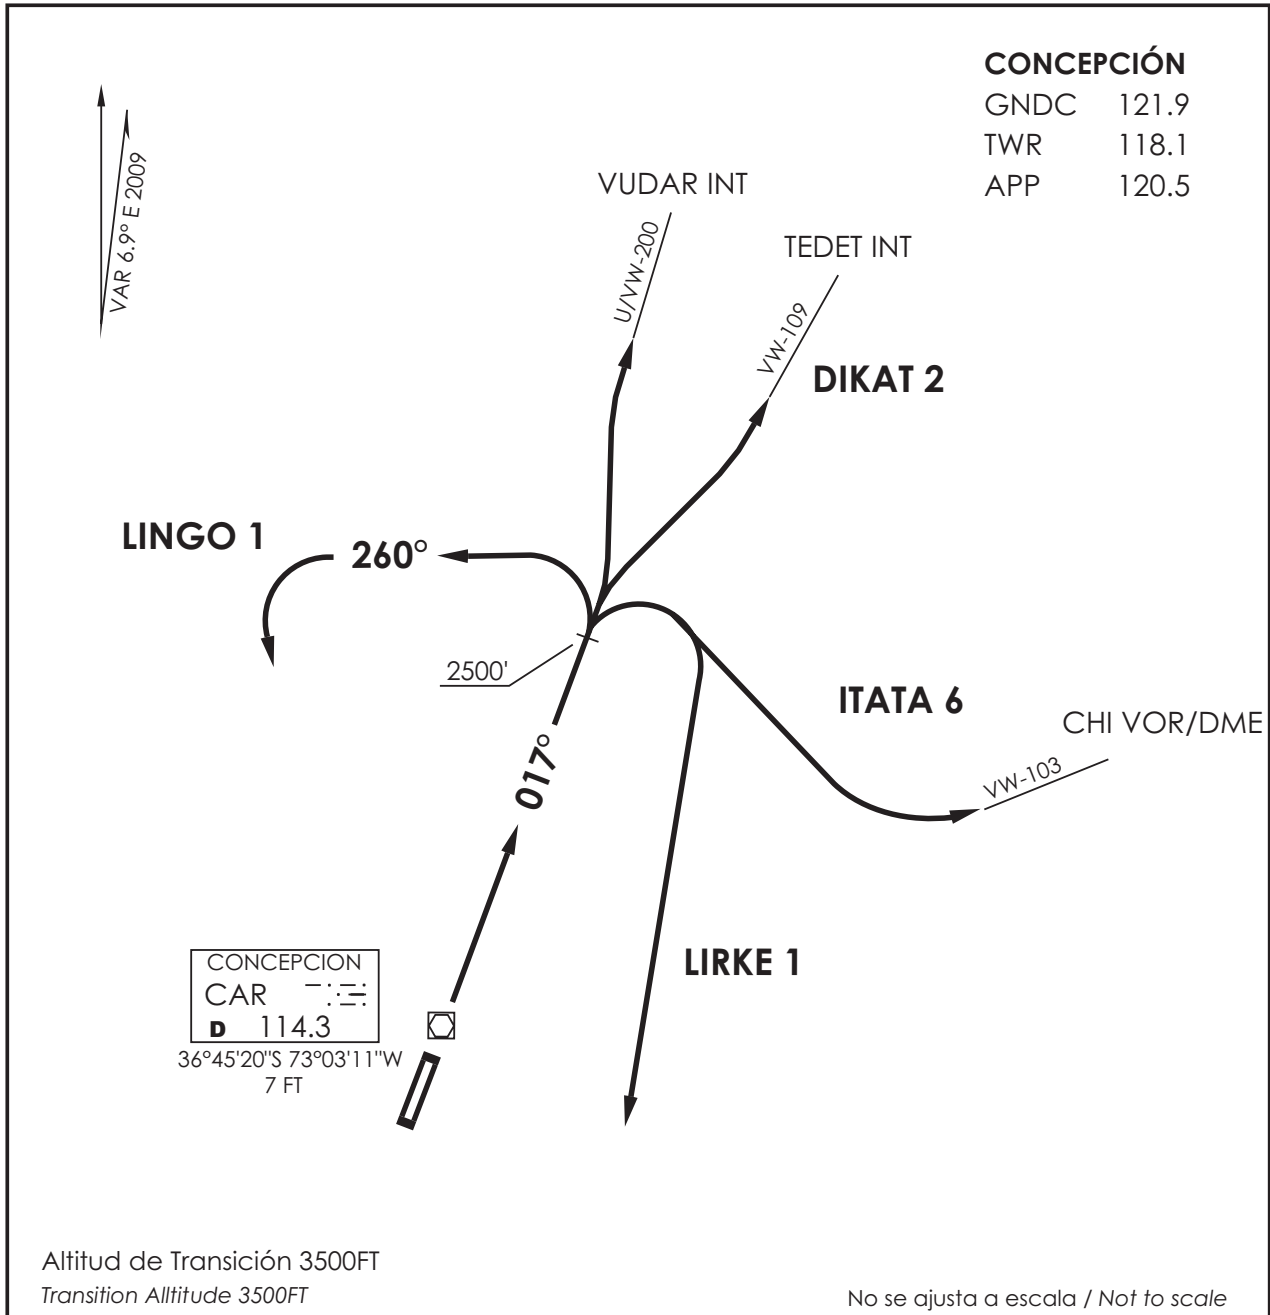 CONCEPCIÓN
GNDC 121.9
TWR 118.1
APP 120.5
VAR 6.9° E 2009
VUDAR INT
U/VW-200
TEDET INT
VW-109
DIKAT 2
LINGO 1
260°
2500'
ITATA 6
CHI VOR/DME
VW-103
017°
LIRKE 1
CONCEPCION
CAR
D 114.3
36°45'20"S 73°03'11"W
7 FT
Altitud de Transición 3500FT
Transition Alltitude 3500FT
No se ajusta a escala / Not to scale